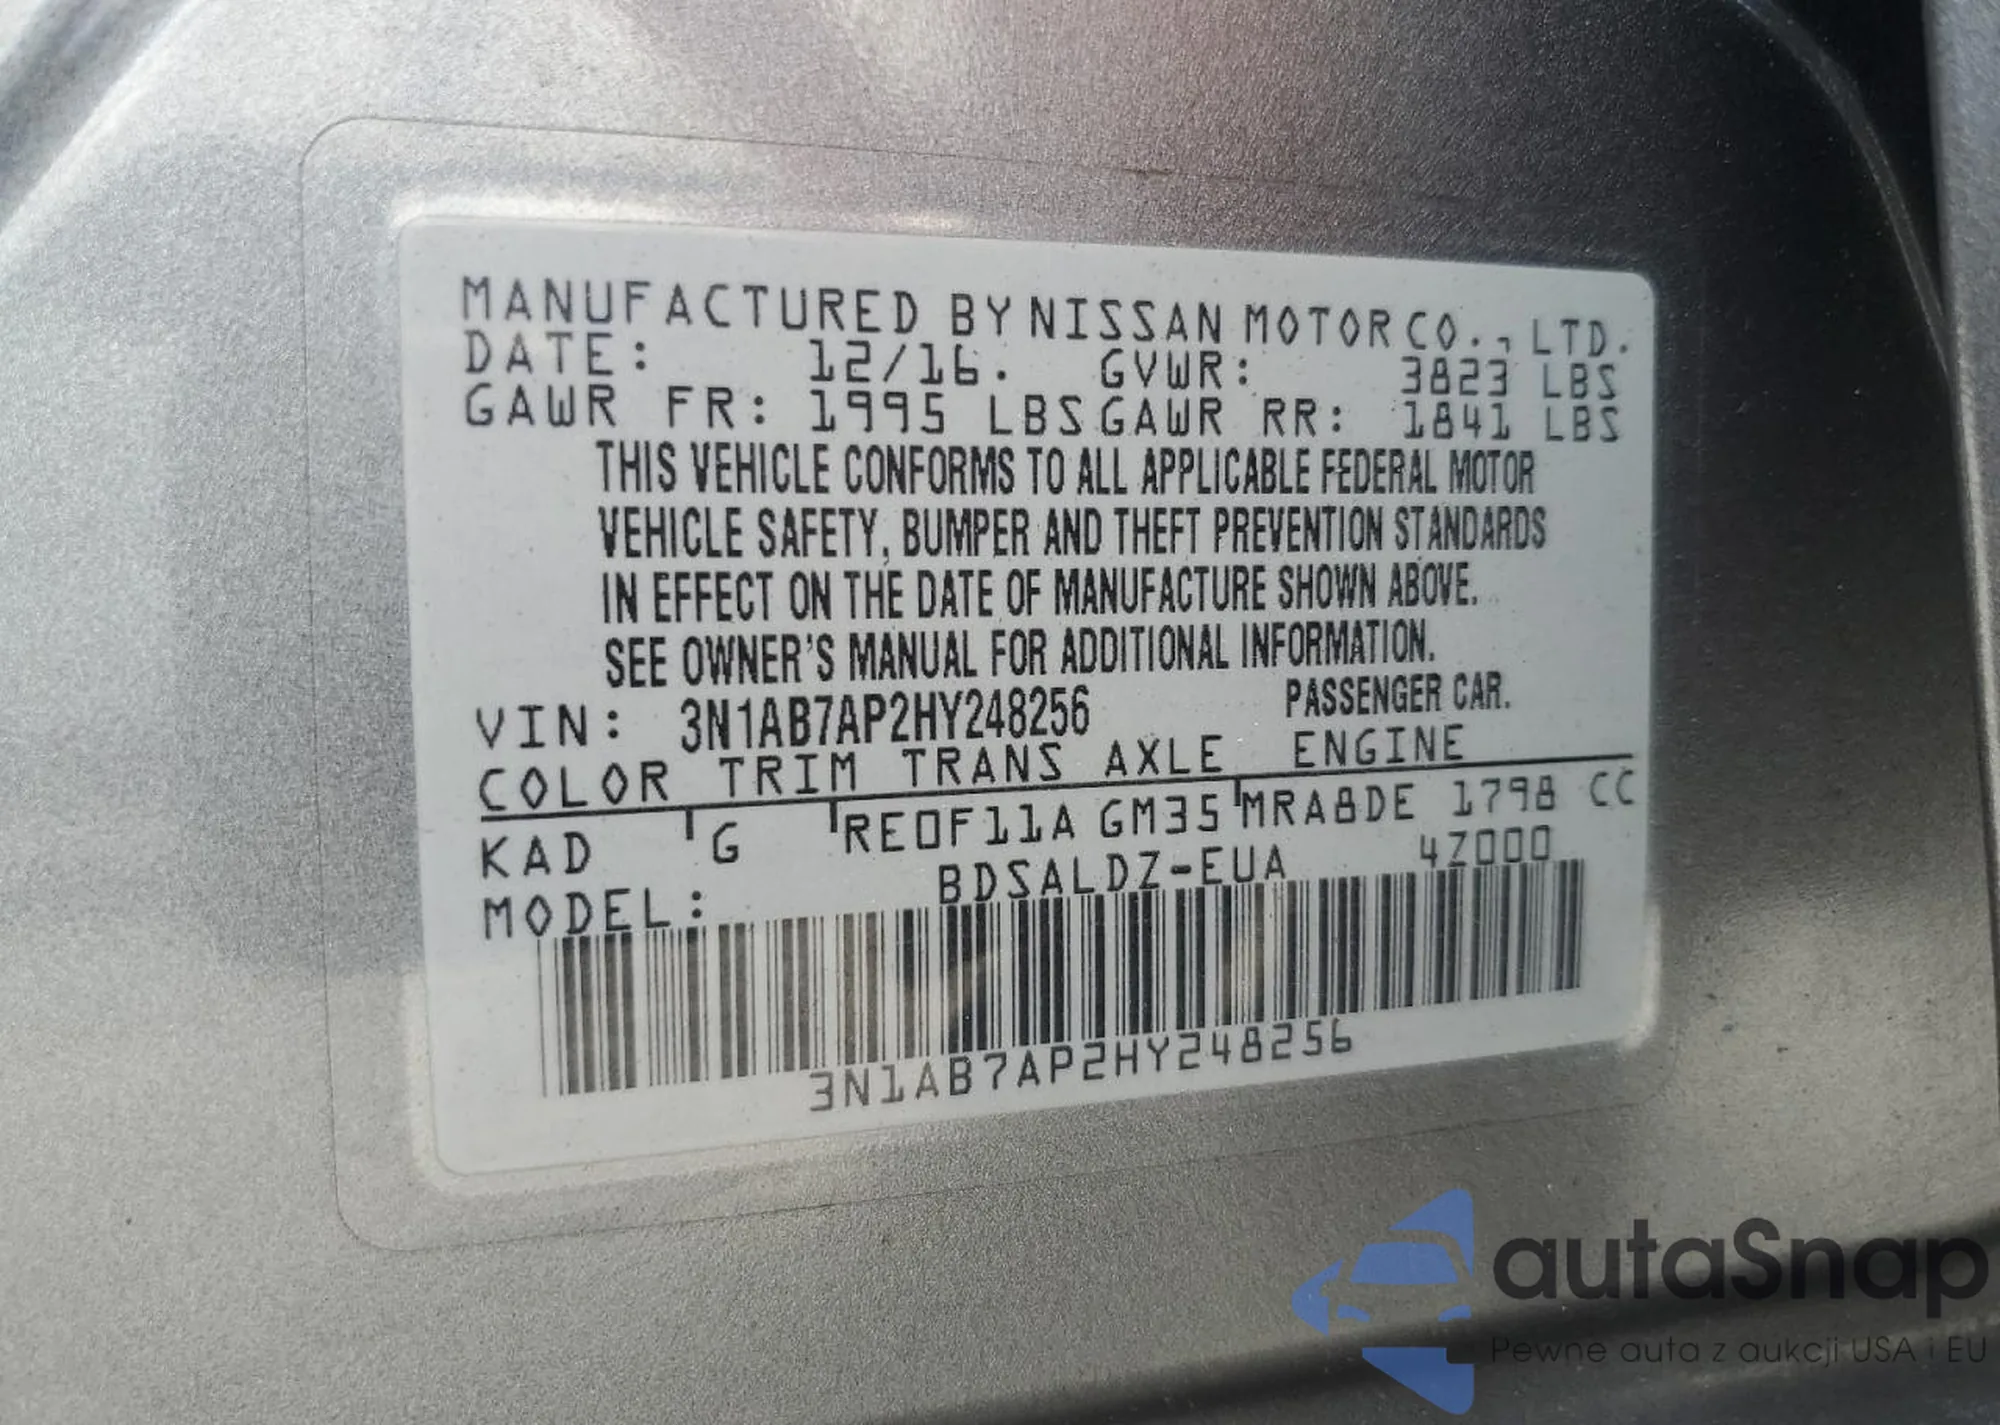 MANUFACTURED BY NISSAN MOTOR CO., LTD.
DATE: 12/16. GVWR: 3823 LBS
GAWR FR: 1995 LBS GAWR RR: 1841 LBS
THIS VEHICLE CONFORMS TO ALL APPLICABLE FEDERAL MOTOR
VEHICLE SAFETY, BUMPER AND THEFT PREVENTION STANDARDS
IN EFFECT ON THE DATE OF MANUFACTURE SHOWN ABOVE.
SEE OWNER'S MANUAL FOR ADDITIONAL INFORMATION.
VIN: 3N1AB7AP2HY248256 PASSENGER CAR.
COLOR TRIM TRANS AXLE ENGINE
KAD G RE0F11A GM35 MRA8DE 1798 CC
MODEL: BDSALDZ-EUA 4Z000
3N1AB7AP2HY248256
autaSnap
Pewne auta z aukcji USA i EU